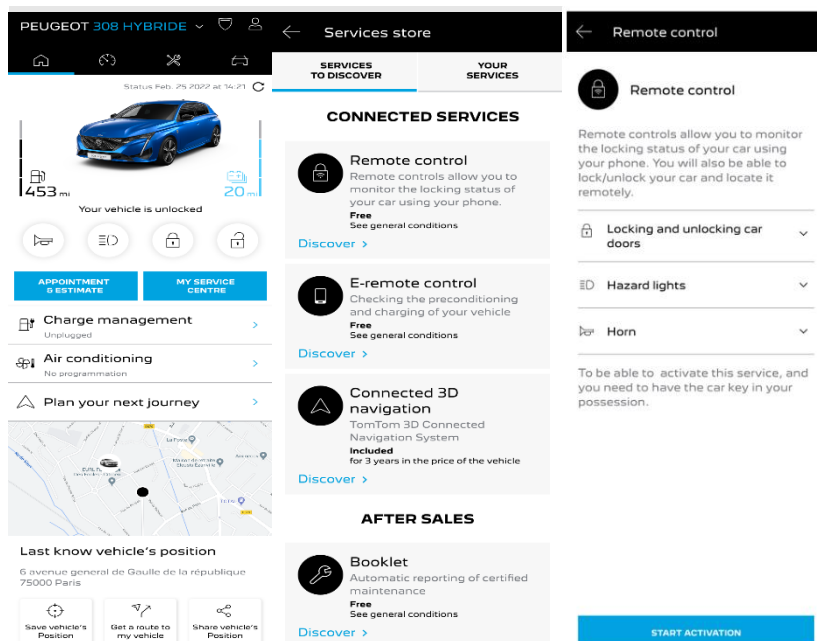 PEUGEOT 308 HYBRIDE
Status Feb. 25 2022 at 14:21
453 mi
20 mi
Your vehicle is unlocked
APPOINTMENT
& ESTIMATE
MY SERVICE
CENTRE
Charge management
Unplugged
Air conditioning
No programmation
Plan your next journey
La Fonte
Last know vehicle's position
6 avenue general de Gaulle de la république
75000 Paris
Save vehicle's
Position
Get a route to
my vehicle
Share vehicle's
Position
Services store
SERVICES
TO DISCOVER
YOUR
SERVICES
CONNECTED SERVICES
Remote control
Remote controls allow you to
monitor the locking status of
your car using your phone.
Free
See general conditions
Discover >
E-remote control
Checking the preconditioning
and charging of your vehicle
Free
See general conditions
Discover >
Connected 3D
navigation
TomTom 3D Connected
Navigation System
Included
for 3 years in the price of the vehicle
Discover >
AFTER SALES
Booklet
Automatic reporting of certified
maintenance
Free
See general conditions
Discover >
Remote control
Remote control
Remote controls allow you to monitor
the locking status of your car using
your phone. You will also be able to
lock/unlock your car and locate it
remotely.
Locking and unlocking car
doors
Hazard lights
Horn
To be able to activate this service, and
you need to have the car key in your
possession.
START ACTIVATION